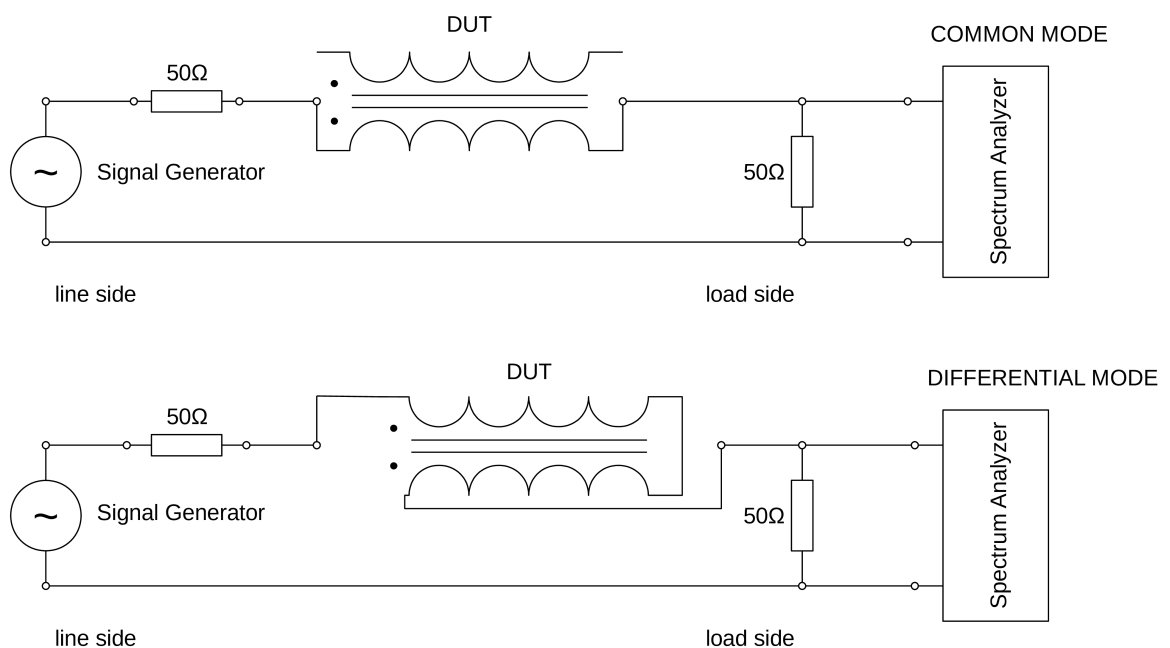 DUT
COMMON MODE
50Ω
~
Signal Generator
50Ω
Spectrum Analyzer
line side
load side
DUT
DIFFERENTIAL MODE
50Ω
~
Signal Generator
50Ω
Spectrum Analyzer
line side
load side